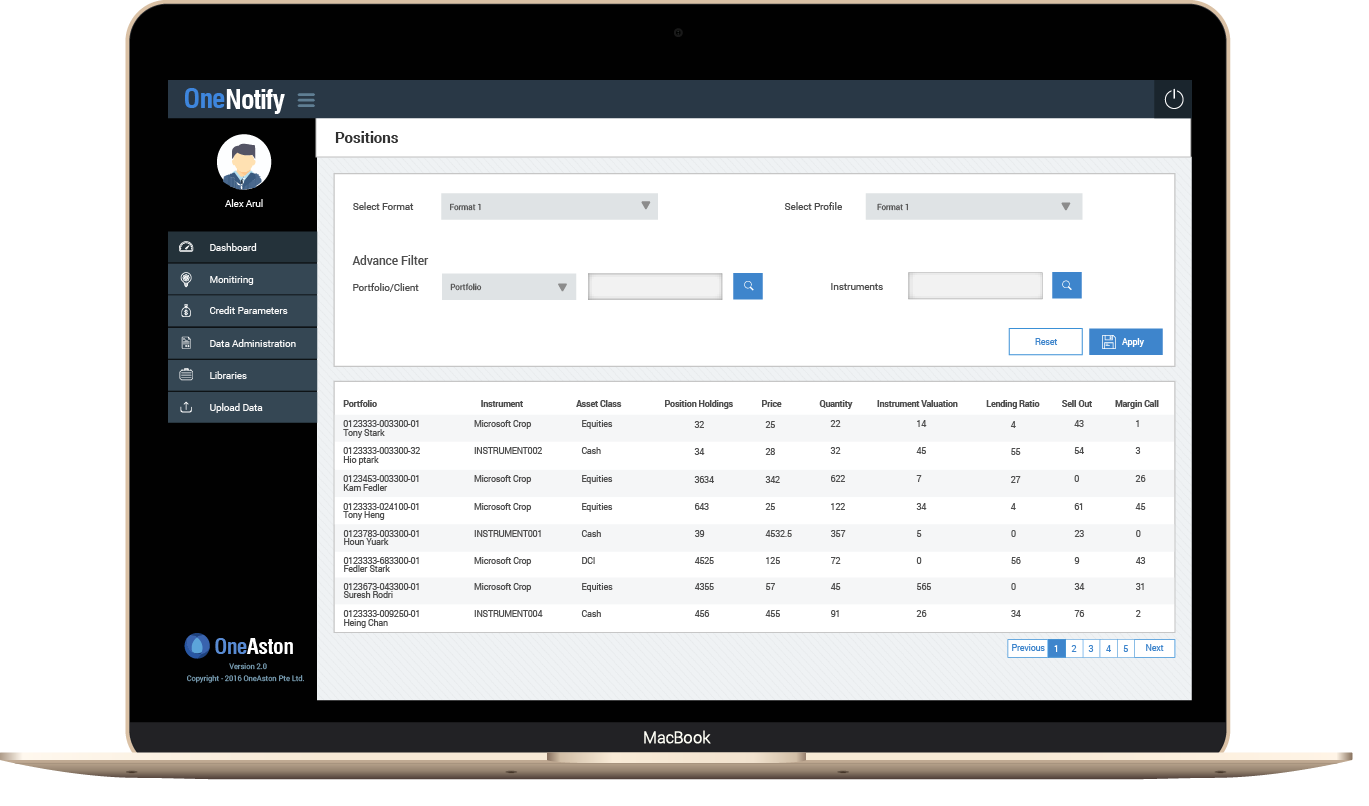 OneNotify
Positions
Alex Arul
Select Format Format 1 Select Profile Format 1
Dashboard
Monitiring
Credit Parameters
Data Administration
Libraries
Upload Data
Advance Filter
Portfolio/Client Portfolio Instruments
Reset Apply
Portfolio Instrument Asset Class Position Holdings Price Quantity Instrument Valuation Lending Ratio Sell Out Margin Call
0123333-003300-01 Microsoft Crop Equities 32 25 22 14 4 43 1
Tony Stark
0123333-003300-32 INSTRUMENT002 Cash 34 28 32 45 55 54 3
Hio ptark
0123453-003300-01 Microsoft Crop Equities 3634 342 622 7 27 0 26
Kam Fedler
0123333-024100-01 Microsoft Crop Equities 643 25 122 34 4 61 45
Tony Heng
0123783-003300-01 INSTRUMENT001 Cash 39 4532.5 357 5 0 23 0
Houn Yuark
0123333-683300-01 Microsoft Crop DCI 4525 125 72 0 56 9 43
Fedler Stark
0123673-043300-01 Microsoft Crop Equities 4355 57 45 565 0 34 31
Suresh Rodri
0123333-009250-01 INSTRUMENT004 Cash 456 455 91 26 34 76 2
Heing Chan
Previous 1 2 3 4 5 Next
OneAston
Version 2.0
Copyright - 2016 OneAston Pte Ltd.
MacBook